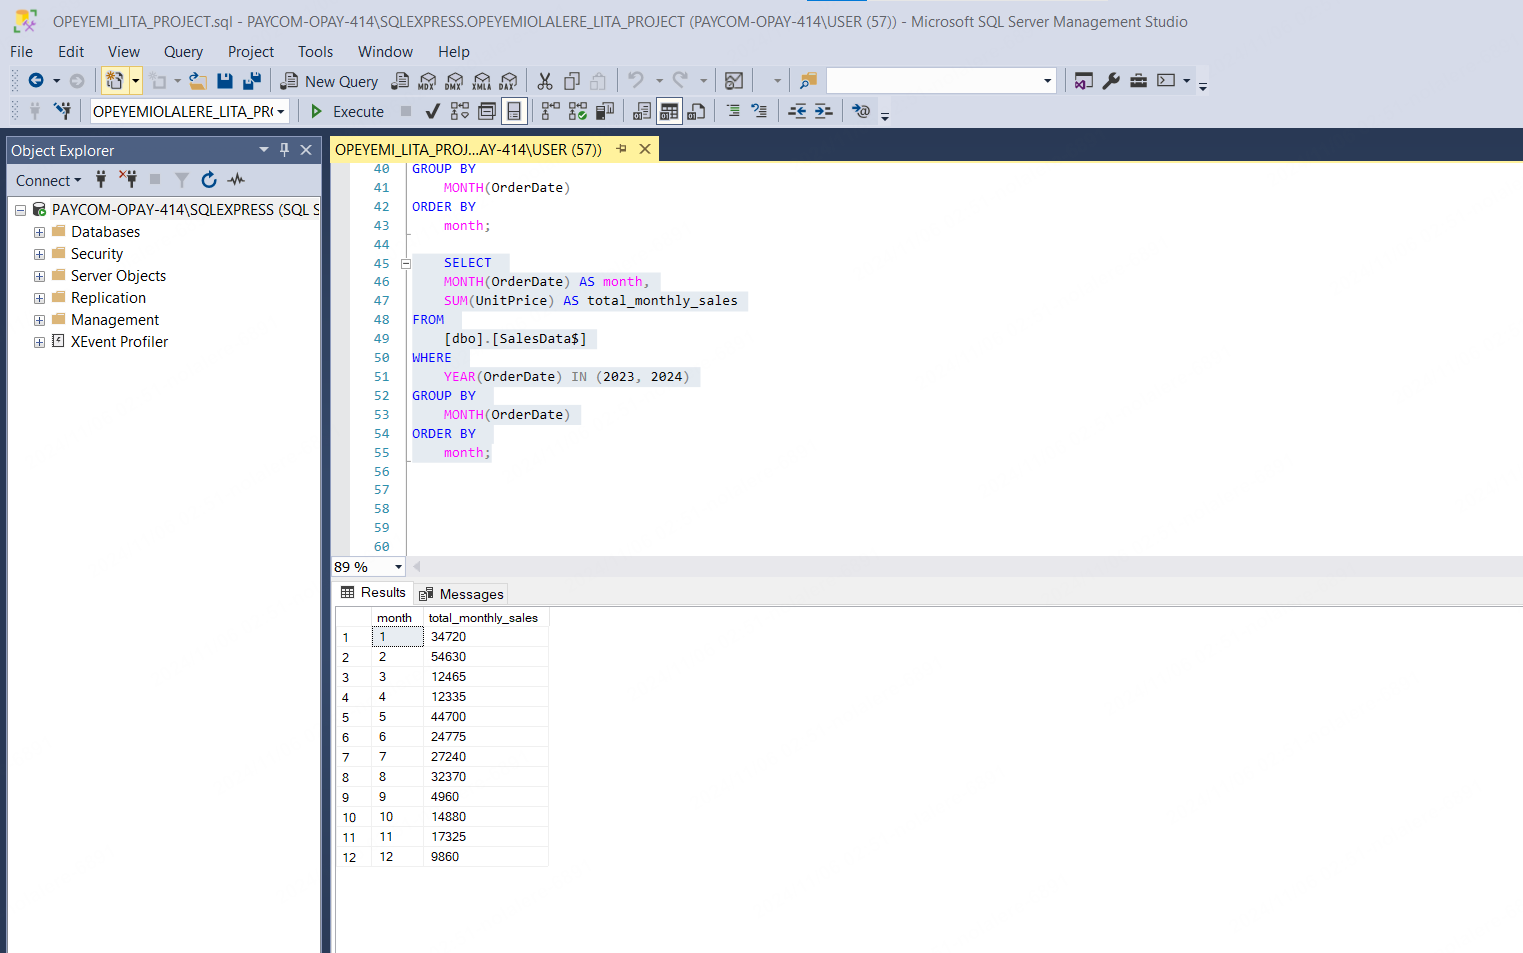 OPEYEMI_LITA_PROJECT.sql - PAYCOM-OPAY-414\SQLEXPRESS.OPEYEMIOLALERE_LITA_PROJECT (PAYCOM-OPAY-414\USER (57)) - Microsoft SQL Server Management Studio
File Edit View Query Project Tools Window Help
New Query MDX DMX XMLA DAX
OPEYEMIOLALERE_LITA_PR Execute
Object Explorer
Connect
PAYCOM-OPAY-414\SQLEXPRESS (SQL S
Databases
Security
Server Objects
Replication
Management
XEvent Profiler
OPEYEMI_LITA_PROJ...AY-414\USER (57))
40 GROUP BY
41 MONTH(OrderDate)
42 ORDER BY
43 month;
44
45 SELECT
46 MONTH(OrderDate) AS month,
47 SUM(UnitPrice) AS total_monthly_sales
48 FROM
49 [dbo].[SalesData$]
50 WHERE
51 YEAR(OrderDate) IN (2023, 2024)
52 GROUP BY
53 MONTH(OrderDate)
54 ORDER BY
55 month;
56
57
58
59
60
89 %
Results Messages
month total_monthly_sales
1 1 34720
2 2 54630
3 3 12465
4 4 12335
5 5 44700
6 6 24775
7 7 27240
8 8 32370
9 9 4960
10 10 14880
11 11 17325
12 12 9860